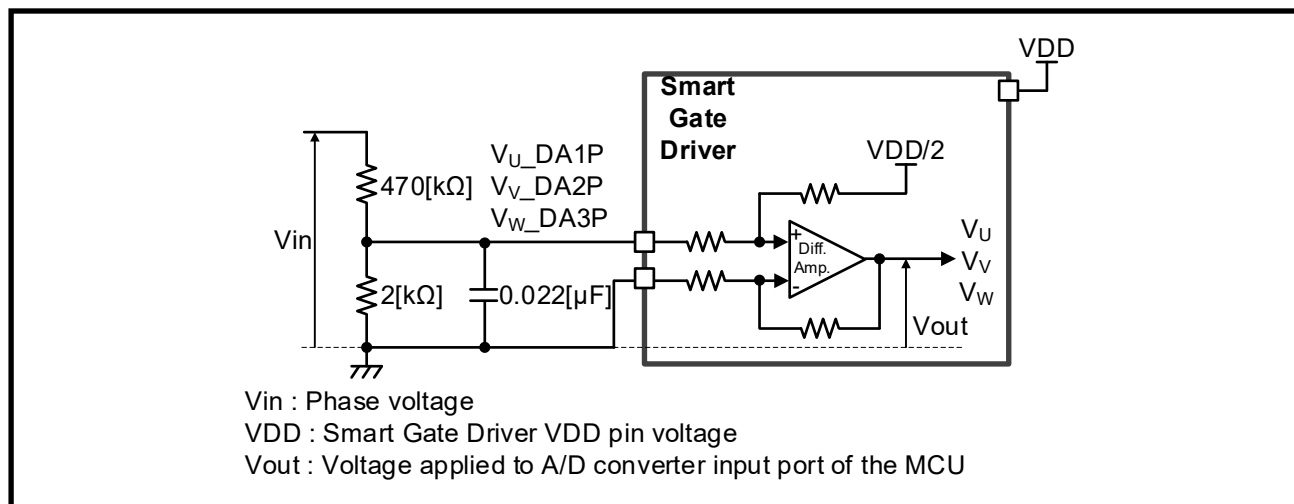 VDD
Smart
Gate
Driver
VDD/2
V_U_DA1P
V_V_DA2P
V_W_DA3P
470[kΩ]
Vin
+
Diff.
Amp.
-
V_U
V_V
V_W
2[kΩ]
0.022[µF]
Vout
Vin : Phase voltage
VDD : Smart Gate Driver VDD pin voltage
Vout : Voltage applied to A/D converter input port of the MCU